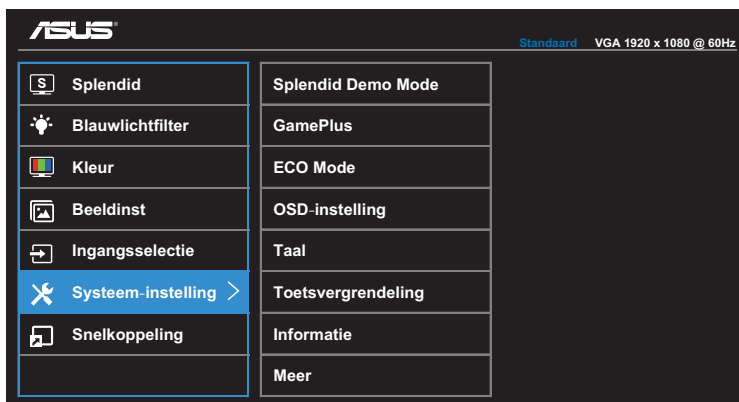 ASUS
Standaard VGA 1920 x 1080 @ 60Hz
S Splendid
Blauwlichtfilter
Kleur
Beeldinst
Ingangsselectie
Systeem-instelling >
Snelkoppeling
Splendid Demo Mode
GamePlus
ECO Mode
OSD-instelling
Taal
Toetsvergrendeling
Informatie
Meer